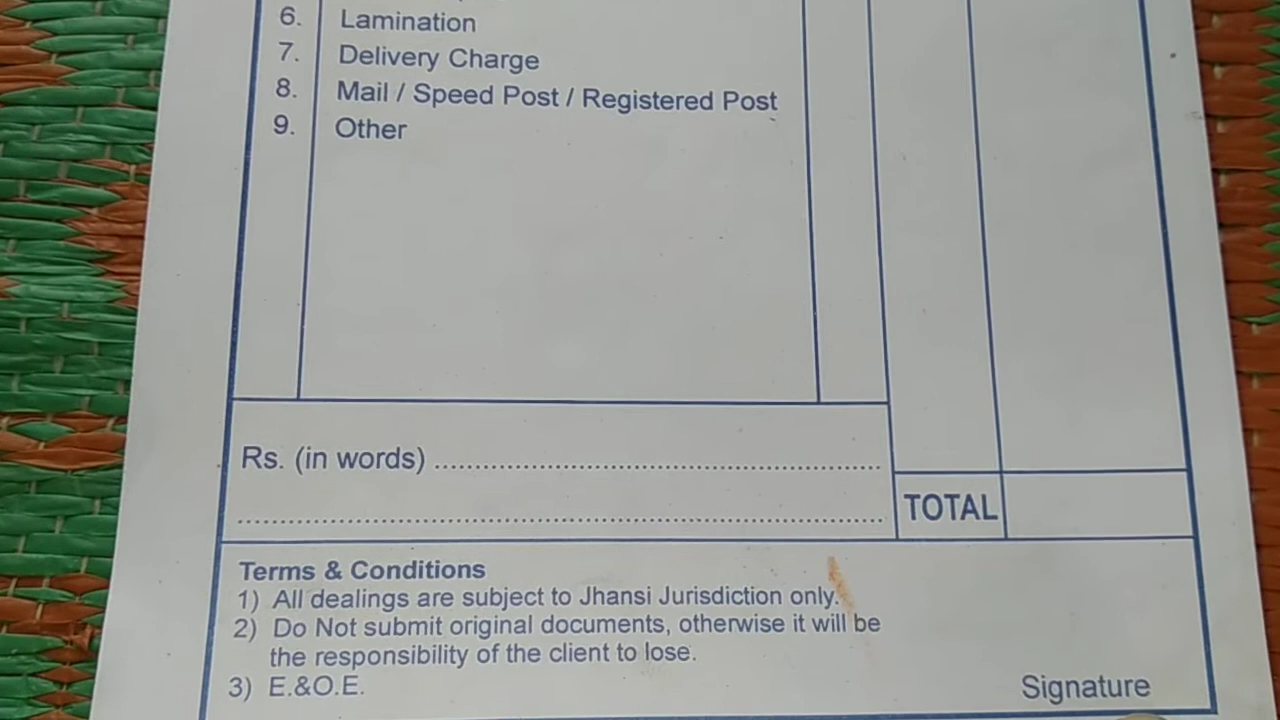 6. Lamination
7. Delivery Charge
8. Mail / Speed Post / Registered Post
9. Other
Rs. (in words) ..............................................................
..........................................................................................
TOTAL
Terms & Conditions
1) All dealings are subject to Jhansi Jurisdiction only.
2) Do Not submit original documents, otherwise it will be
the responsibility of the client to lose.
3) E.&O.E.
Signature